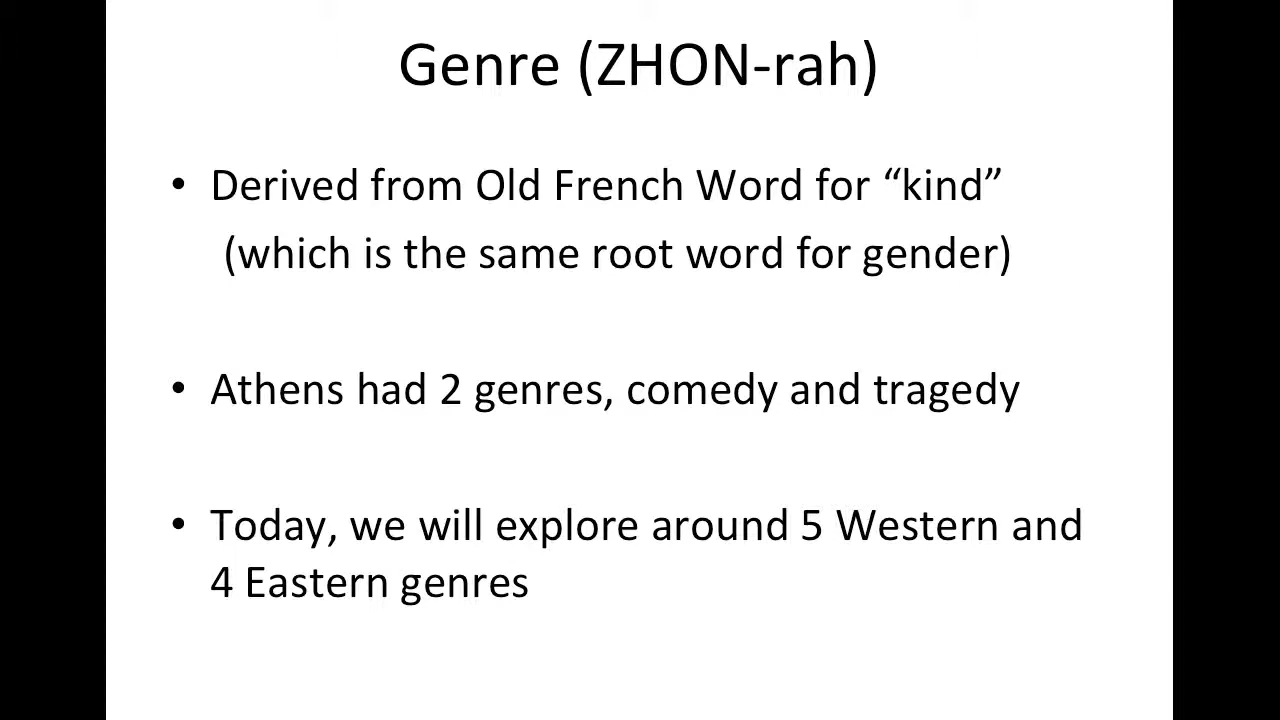 Genre (ZHON-rah)
• Derived from Old French Word for “kind”
(which is the same root word for gender)
• Athens had 2 genres, comedy and tragedy
• Today, we will explore around 5 Western and
4 Eastern genres